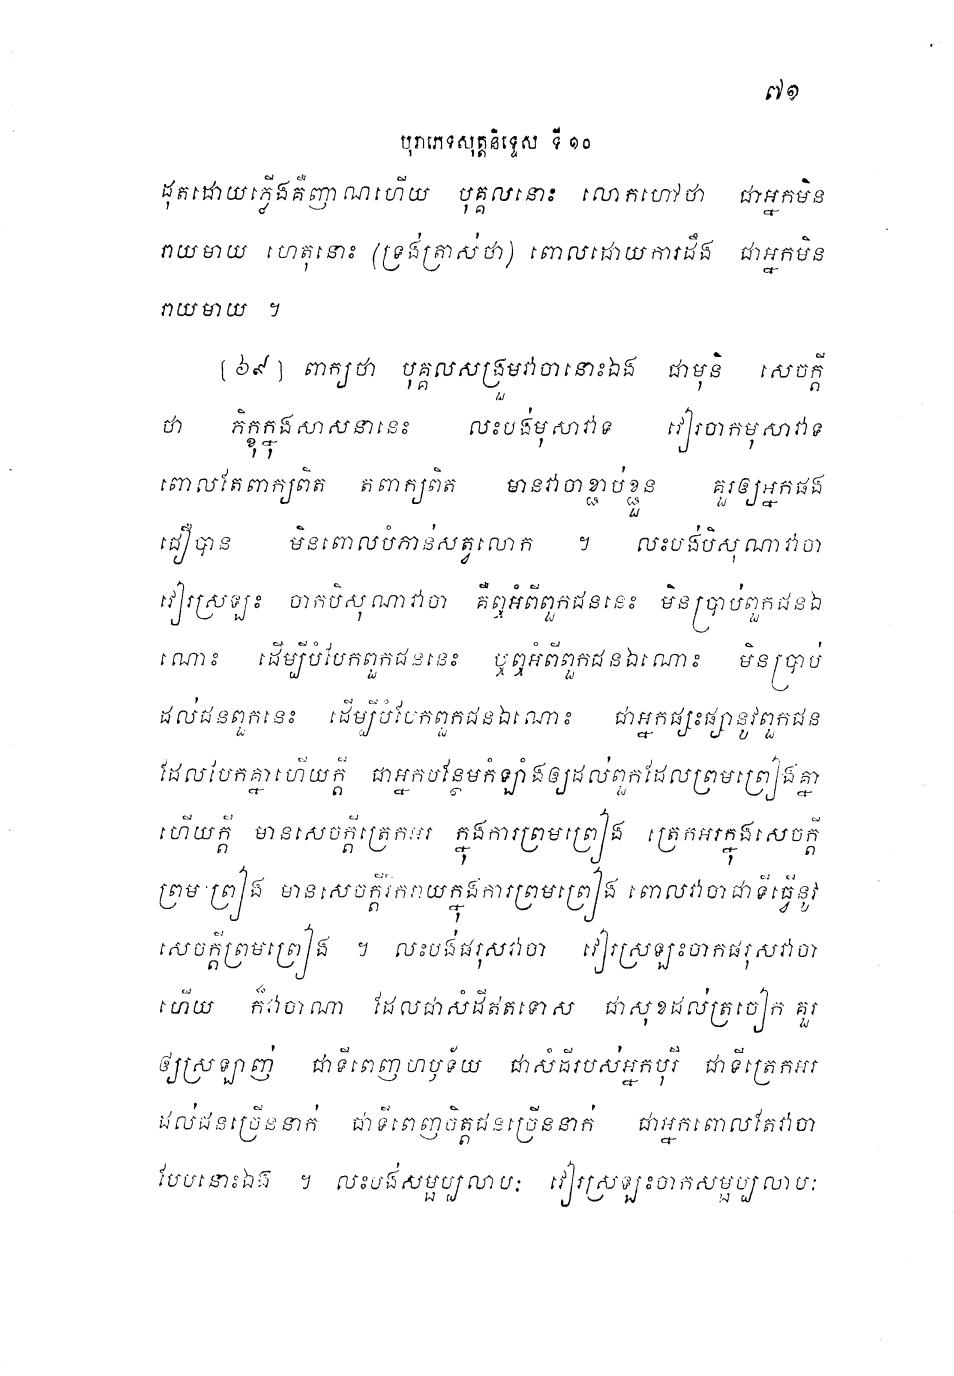 ៧១
បុរាភេទសុត្តនិទ្ទេស ទី ១០
ដុតដោយភ្លើងគឺញាណហើយ បុគ្គលនោះ លោកហៅថា ជាអ្នកមិន
រាយមាយ ហេតុនោះ (ទ្រង់ត្រាស់ថា) ពោលដោយការដឹង ជាអ្នកមិន
រាយមាយ ។
(៦៩) ពាក្យថា បុគ្គលសង្រួមវាចានោះឯង ជាមុនិ សេចក្តី
ថា ភិក្ខុក្នុងសាសនានេះ លះបង់មុសាវាទ វៀរចាកមុសាវាទ
ពោលតែពាក្យពិត តពាក្យពិត មានវាចាខ្ជាប់ខ្ជួន គួរឲ្យអ្នកផង
ជឿបាន មិនពោលបំភាន់សត្វលោក ។ លះបង់បិសុណាវាចា
វៀរស្រឡះ ចាកបិសុណាវាចា គឺឮអំពីពួកជននេះ មិនប្រាប់ពួកជនឯ
ណោះ ដើម្បីបំបែកពួកជននេះ ឬឮអំពីពួកជនឯណោះ មិនប្រាប់
ដល់ជនពួកនេះ ដើម្បីបំបែកពួកជនឯណោះ ជាអ្នកផ្សះផ្សានូវពួកជន
ដែលបែកគ្នាហើយក្តី ជាអ្នកបន្ថែមកំឡាំងឲ្យដល់ពួកដែលព្រមព្រៀងគ្នា
ហើយក្តី មានសេចក្តីត្រេកអរ ក្នុងការព្រមព្រៀង ត្រេកអរក្នុងសេចក្តី
ព្រមព្រៀង មានសេចក្តីរីករាយក្នុងការព្រមព្រៀង ពោលវាចាជាទីធ្វើនូវ
សេចក្តីព្រមព្រៀង ។ លះបង់ផរុសវាចា វៀរស្រឡះចាកផរុសវាចា
ហើយ ក៏វាចាណា ដែលជាសំដីឥតទោស ជាសុខដល់ត្រចៀក គួរ
ឲ្យស្រឡាញ់ ជាទីពេញហឫទ័យ ជាសំដីរបស់អ្នកបុរី ជាទីត្រេកអរ
ដល់ជនច្រើននាក់ ជាទីពេញចិត្តជនច្រើននាក់ ជាអ្នកពោលតែវាចា
បែបនោះឯង ។ លះបង់សម្ផប្បលាបៈ វៀរស្រឡះចាកសម្ផប្បលាបៈ